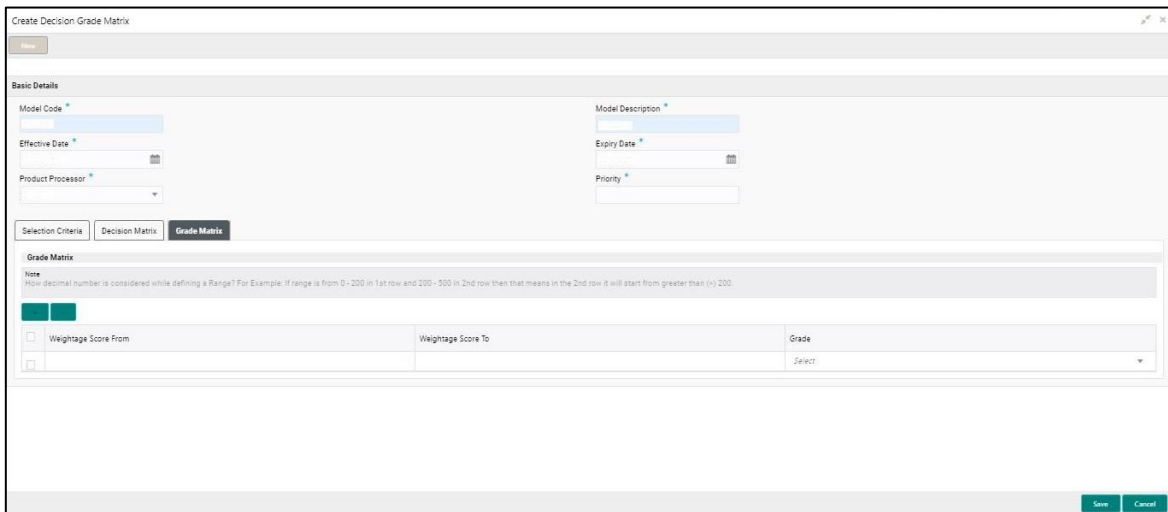 Create Decision Grade Matrix
New
Basic Details
Model Code *
Model Description *
Effective Date *
Expiry Date *
Product Processor *
Priority *
Selection Criteria Decision Matrix Grade Matrix
Grade Matrix
Note
How decimal number is considered while defining a Range? For Example: If range is from 0 - 200 in 1st row and 200 - 500 in 2nd row then that means in the 2nd row it will start from greater than (>) 200.
Weightage Score From Weightage Score To Grade
Select
Save Cancel